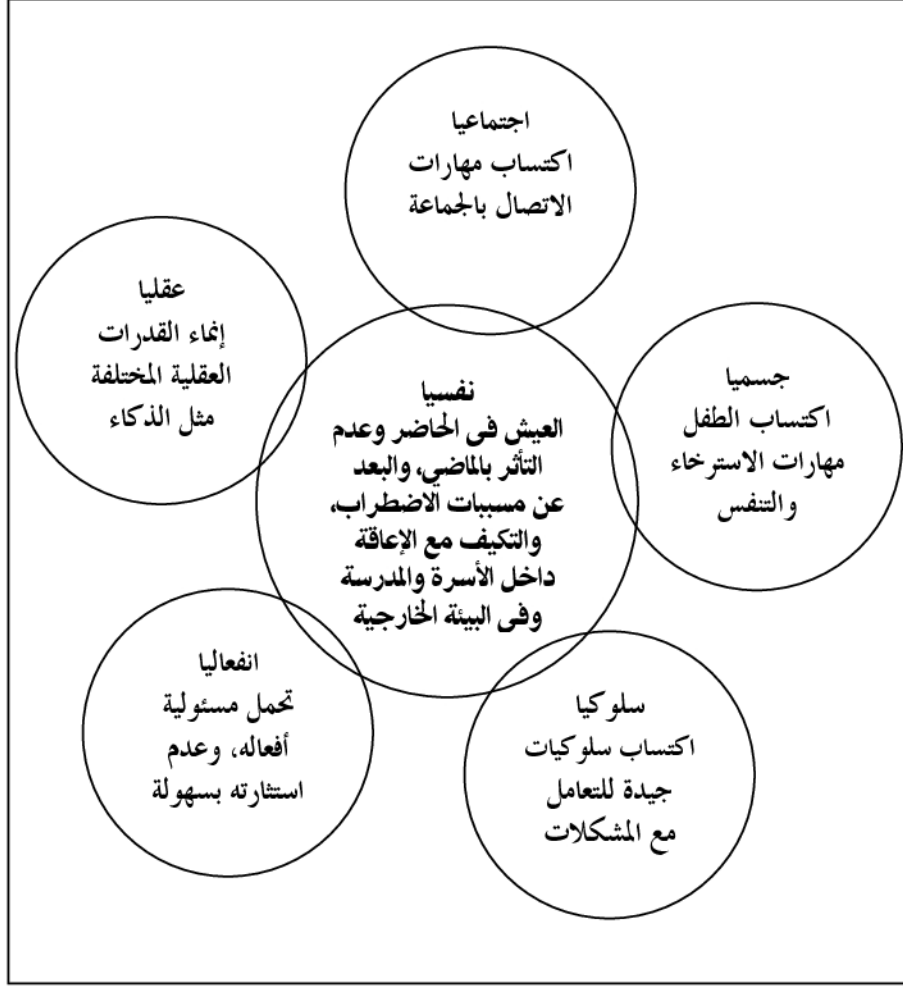 اجتماعيا
اكتساب مهارات
الاتصال بالجماعة
عقليا
إنماء القدرات
العقلية المختلفة
مثل الذكاء
جسميا
اكتساب الطفل
مهارات الاسترخاء
والتنفس
نفسيا
العيش فى الحاضر وعدم
التأثر بالماضي، والبعد
عن مسببات الاضطراب،
والتكيف مع الإعاقة
داخل الأسرة والمدرسة
وفى البيئة الخارجية
انفعاليا
تحمل مسئولية
أفعاله، وعدم
استثارته بسهولة
سلوكيا
اكتساب سلوكيات
جيدة للتعامل
مع المشكلات